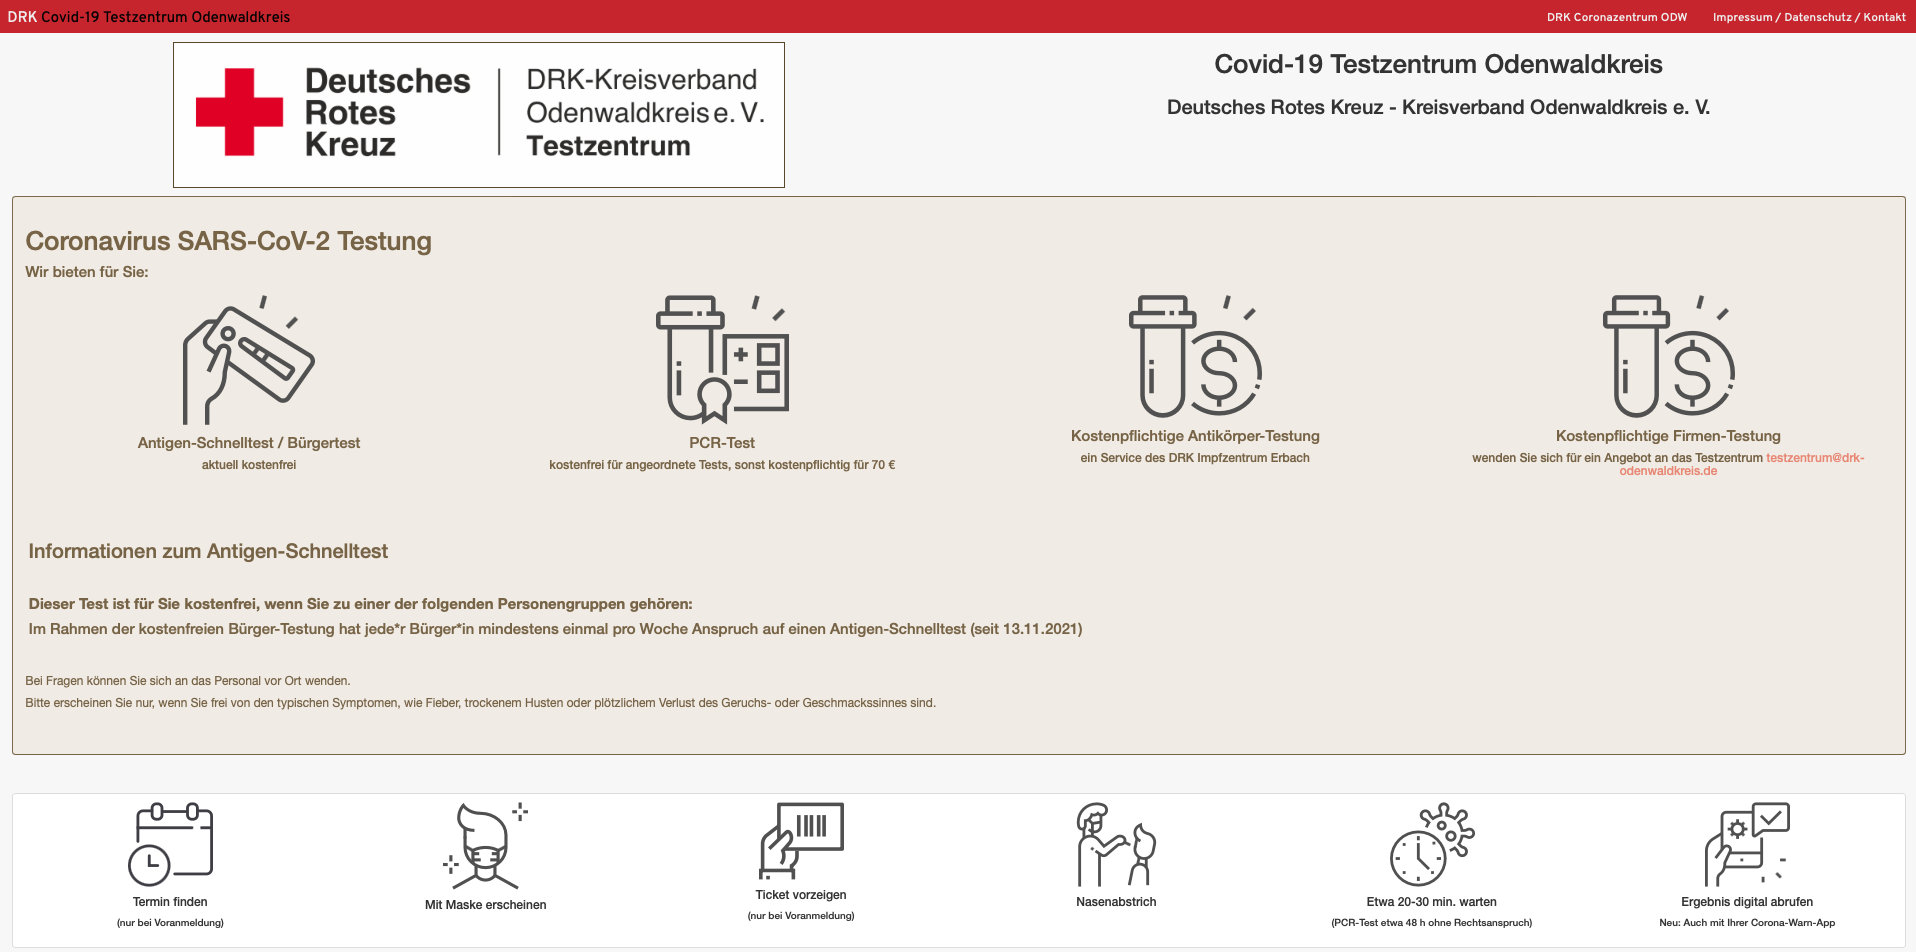 DRK Covid-19 Testzentrum Odenwaldkreis
DRK Coronazentrum ODW
Impressum / Datenschutz / Kontakt
Deutsches
Rotes
Kreuz
DRK-Kreisverband
Odenwaldkreis e. V.
Testzentrum
Covid-19 Testzentrum Odenwaldkreis
Deutsches Rotes Kreuz - Kreisverband Odenwaldkreis e. V.
Coronavirus SARS-CoV-2 Testung
Wir bieten für Sie:
Antigen-Schnelltest / Bürgertest
aktuell kostenfrei
PCR-Test
kostenfrei für angeordnete Tests, sonst kostenpflichtig für 70 €
Kostenpflichtige Antikörper-Testung
ein Service des DRK Impfzentrum Erbach
Kostenpflichtige Firmen-Testung
wenden Sie sich für ein Angebot an das Testzentrum testzentrum@drk-
odenwaldkreis.de
Informationen zum Antigen-Schnelltest
Dieser Test ist für Sie kostenfrei, wenn Sie zu einer der folgenden Personengruppen gehören:
Im Rahmen der kostenfreien Bürger-Testung hat jede*r Bürger*in mindestens einmal pro Woche Anspruch auf einen Antigen-Schnelltest (seit 13.11.2021)
Bei Fragen können Sie sich an das Personal vor Ort wenden.
Bitte erscheinen Sie nur, wenn Sie frei von den typischen Symptomen, wie Fieber, trockenem Husten oder plötzlichem Verlust des Geruchs- oder Geschmackssinnes sind.
Termin finden
(nur bei Voranmeldung)
Mit Maske erscheinen
Ticket vorzeigen
(nur bei Voranmeldung)
Nasenabstrich
Etwa 20-30 min. warten
(PCR-Test etwa 48 h ohne Rechtsanspruch)
Ergebnis digital abrufen
Neu: Auch mit Ihrer Corona-Warn-App